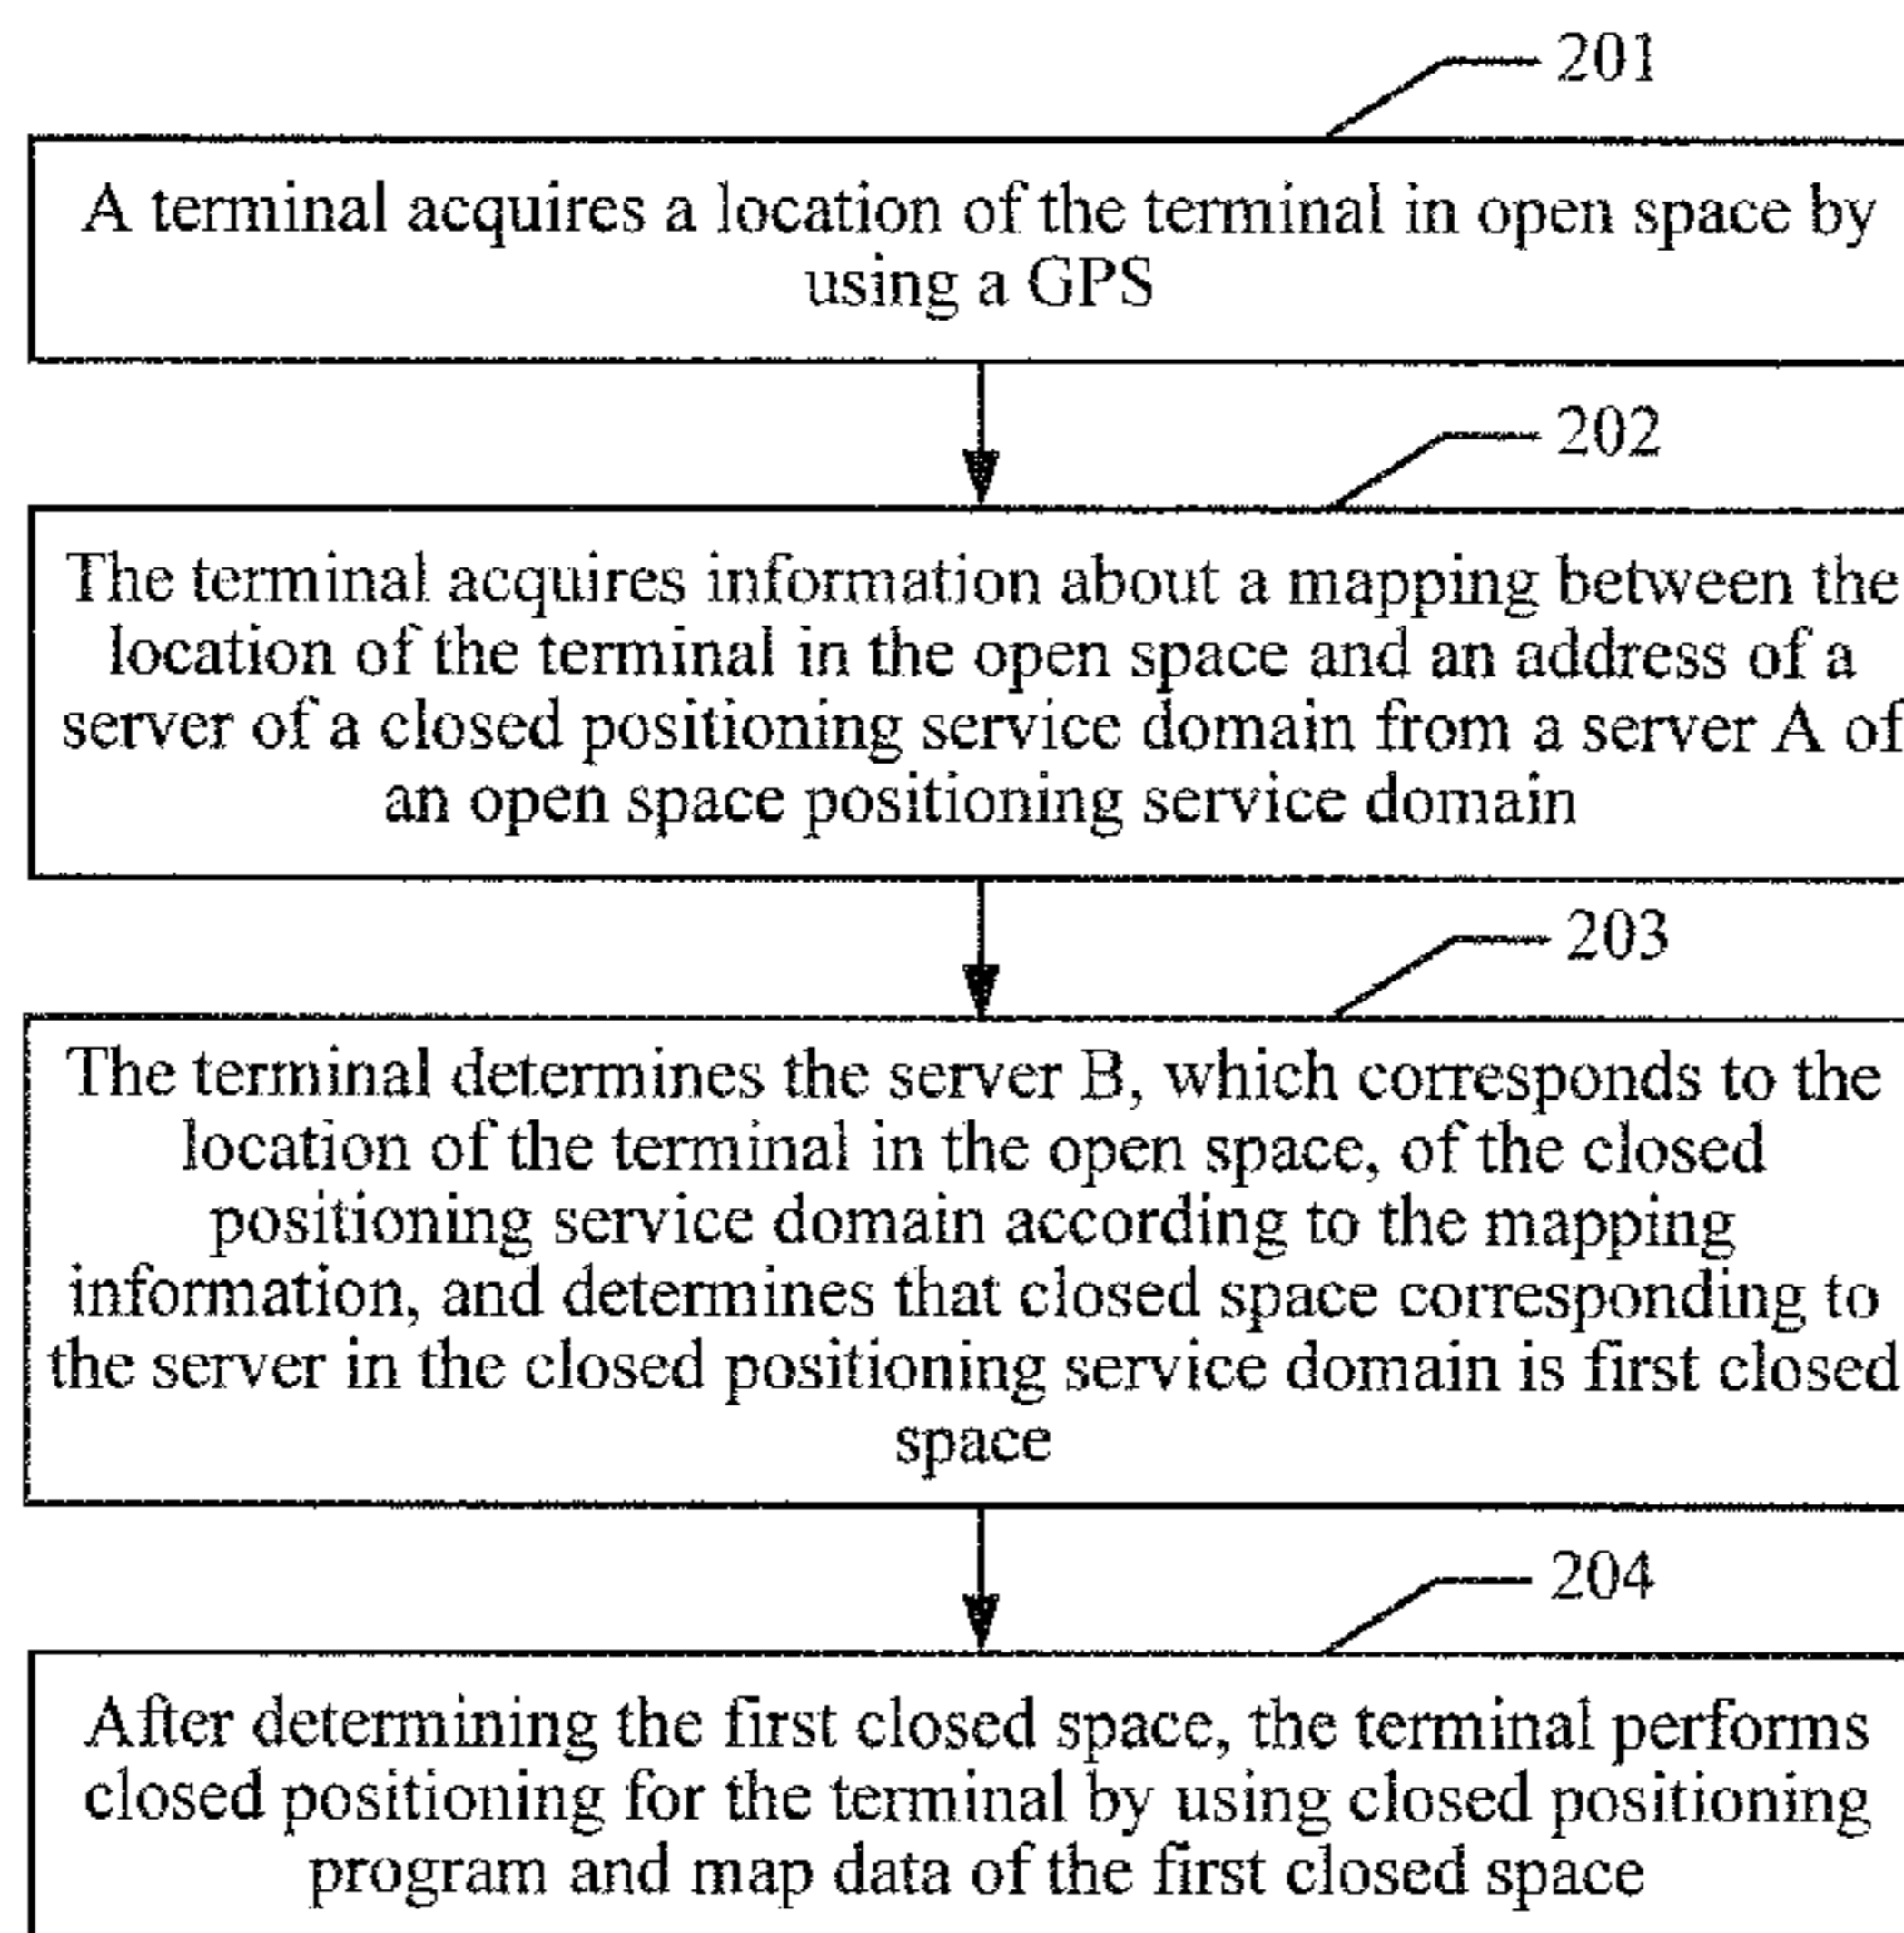 201
A terminal acquires a location of the terminal in open space by
using a GPS
202
The terminal acquires information about a mapping between the
location of the terminal in the open space and an address of a
server of a closed positioning service domain from a server A of
an open space positioning service domain
203
The terminal determines the server B, which corresponds to the
location of the terminal in the open space, of the closed
positioning service domain according to the mapping
information, and determines that closed space corresponding to
the server in the closed positioning service domain is first closed
space
204
After determining the first closed space, the terminal performs
closed positioning for the terminal by using closed positioning
program and map data of the first closed space